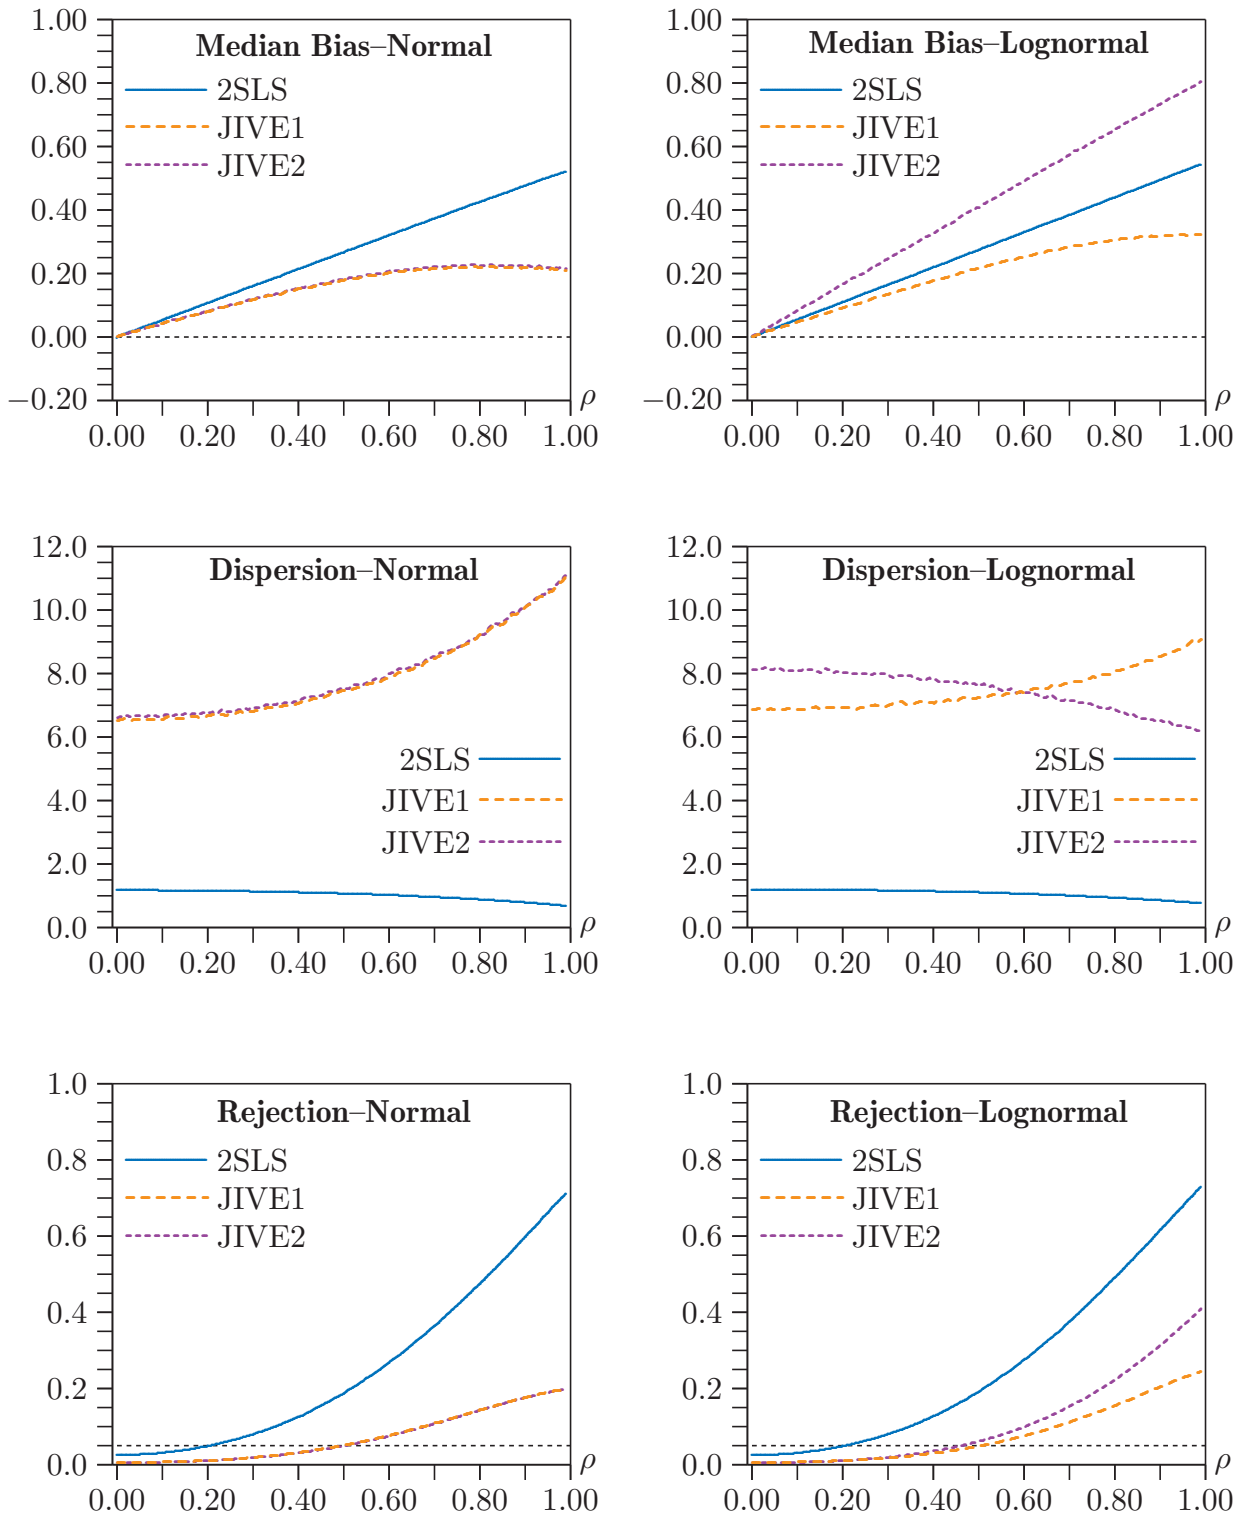 Median Bias–Normal
1.00
0.80
0.60
0.40
0.20
0.00
−0.20
2SLS
JIVE1
JIVE2
0.00 0.20 0.40 0.60 0.80 1.00
ρ
Median Bias–Lognormal
1.00
0.80
0.60
0.40
0.20
0.00
−0.20
2SLS
JIVE1
JIVE2
0.00 0.20 0.40 0.60 0.80 1.00
ρ
Dispersion–Normal
12.0
10.0
8.0
6.0
4.0
2.0
0.0
2SLS
JIVE1
JIVE2
0.00 0.20 0.40 0.60 0.80 1.00
ρ
Dispersion–Lognormal
12.0
10.0
8.0
6.0
4.0
2.0
0.0
2SLS
JIVE1
JIVE2
0.00 0.20 0.40 0.60 0.80 1.00
ρ
Rejection–Normal
1.0
0.8
0.6
0.4
0.2
0.0
2SLS
JIVE1
JIVE2
0.00 0.20 0.40 0.60 0.80 1.00
ρ
Rejection–Lognormal
1.0
0.8
0.6
0.4
0.2
0.0
2SLS
JIVE1
JIVE2
0.00 0.20 0.40 0.60 0.80 1.00
ρ